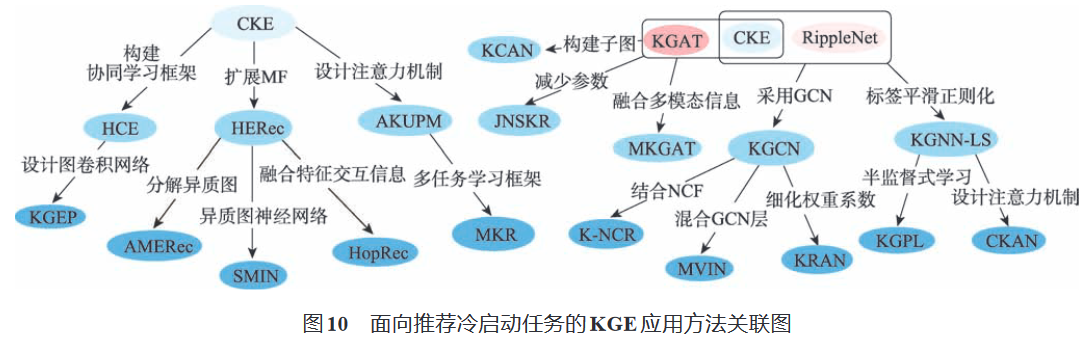 CKE
构建
协同学习框架
扩展MF
设计注意力机制
HCE
HERec
AKUPM
设计图卷积网络
分解异质图
异质图神经网络
融合特征交互信息
多任务学习框架
KGEP
AMERec
SMIN
HopRec
MKR
KCAN
构建子图
KGAT
CKE
RippleNet
减少参数
融合多模态信息
采用GCN
标签平滑正则化
JNSKR
MKGAT
KGCN
KGNN-LS
结合NCF
混合GCN层
细化权重系数
半监督式学习
设计注意力机制
K-NCR
MVIN
KRAN
KGPL
CKAN
图10 面向推荐冷启动任务的KGE应用方法关联图